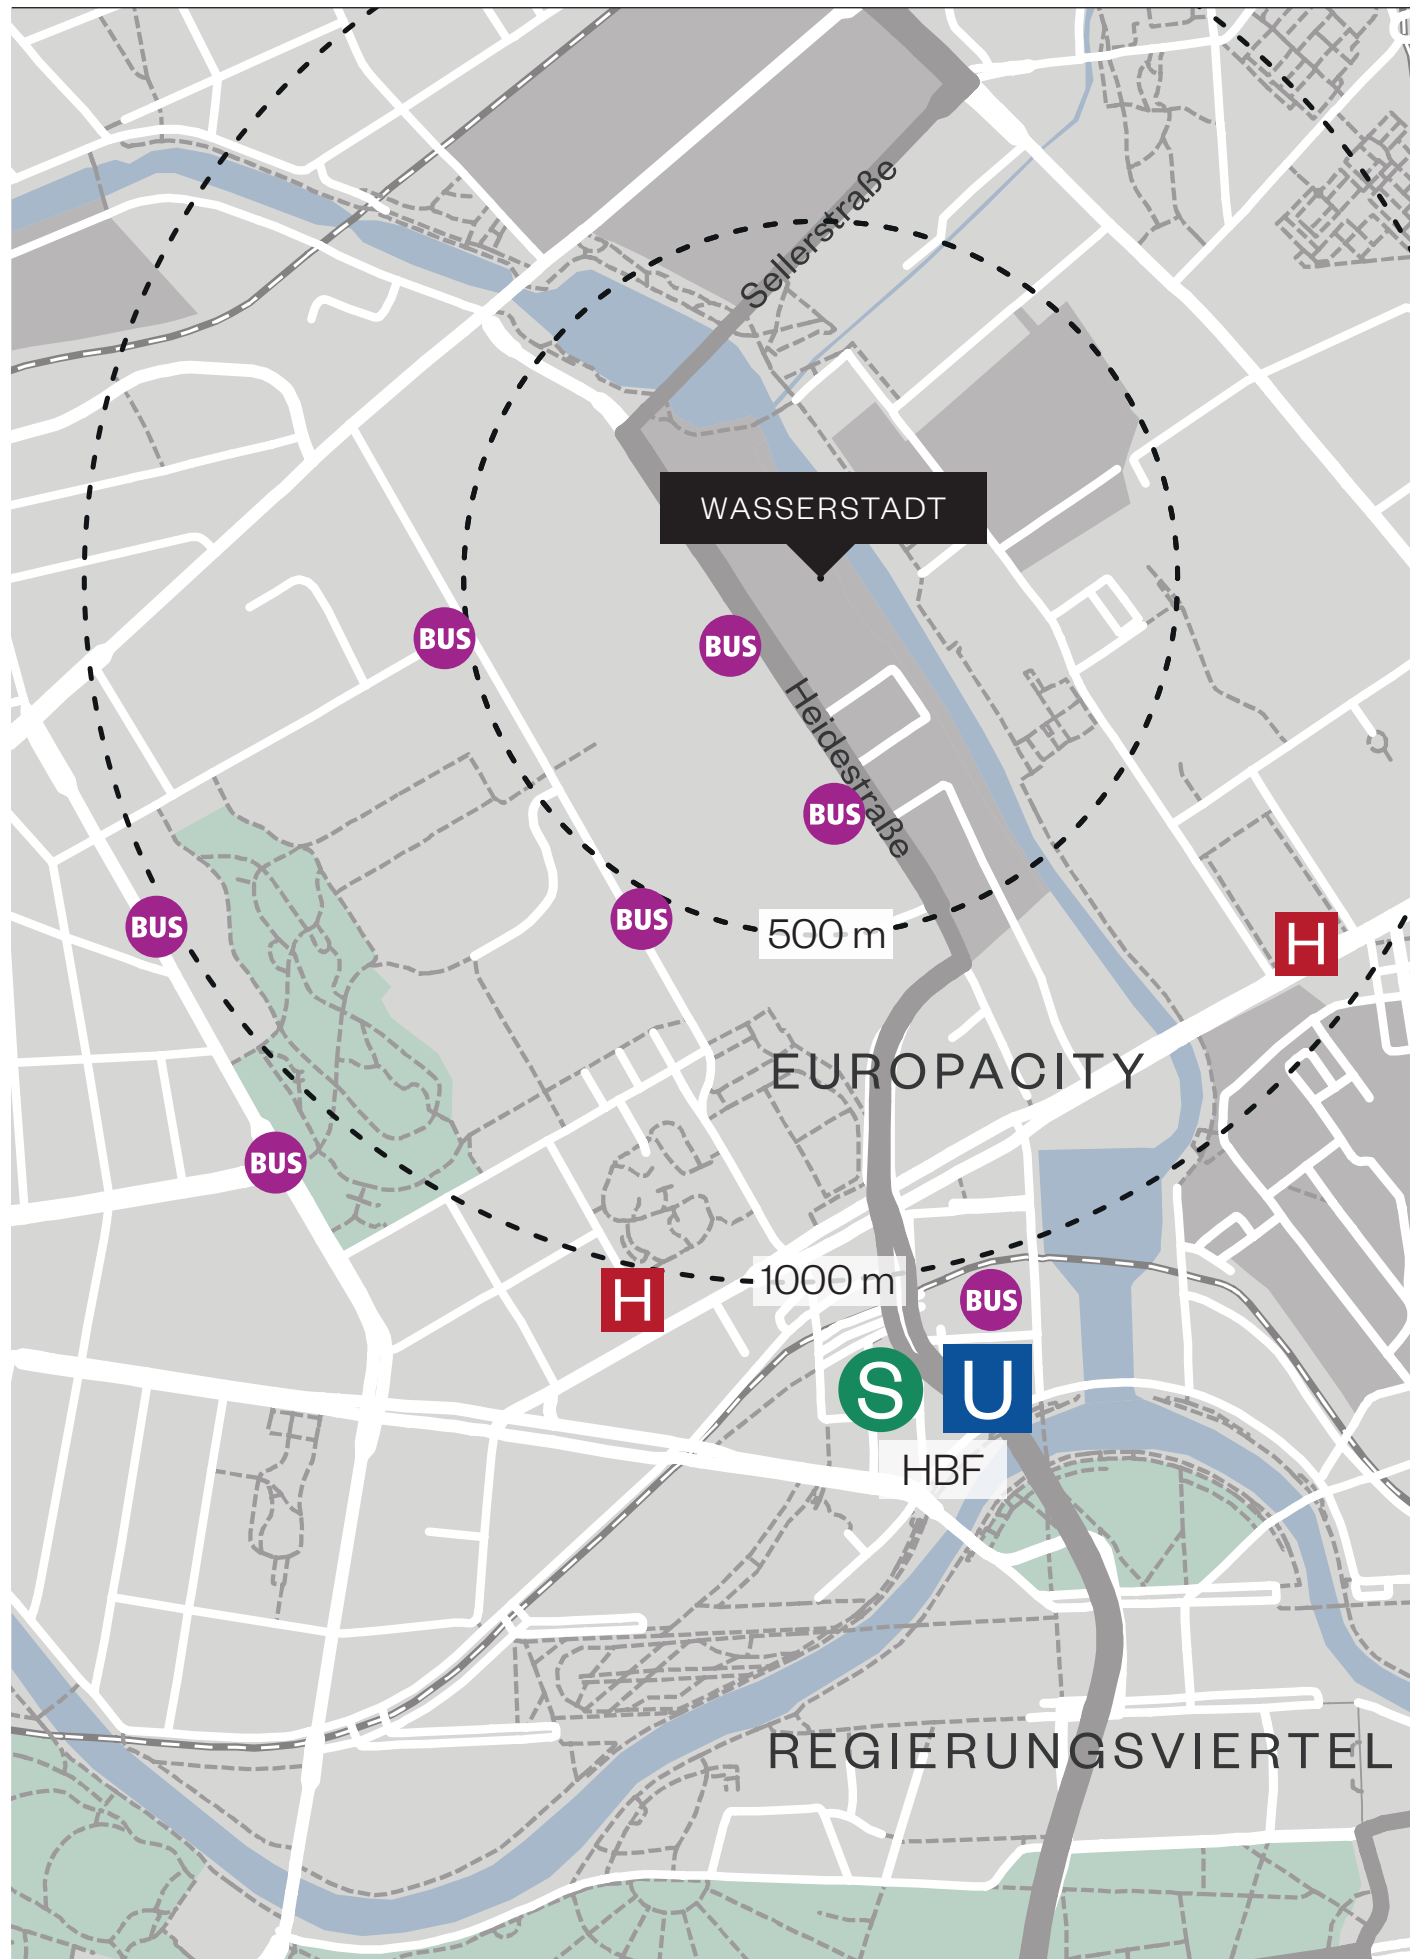 Sellerstraße
WASSERSTADT
BUS
BUS
Heidestraße
BUS
BUS
BUS
500 m
H
EUROPACITY
BUS
1000 m
H
BUS
S
U
HBF
REGIERUNGSVIERTEL